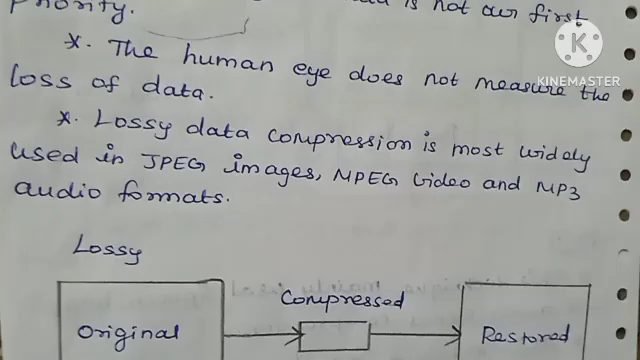 priority. is not our first
*. The human eye does not measure the
loss of data.
*. Lossy data compression is most widely
used in JPEG images, MPEG Video and MP3
audio formats.
Lossy
Compressed
Original
Restored
K
KINEMASTER